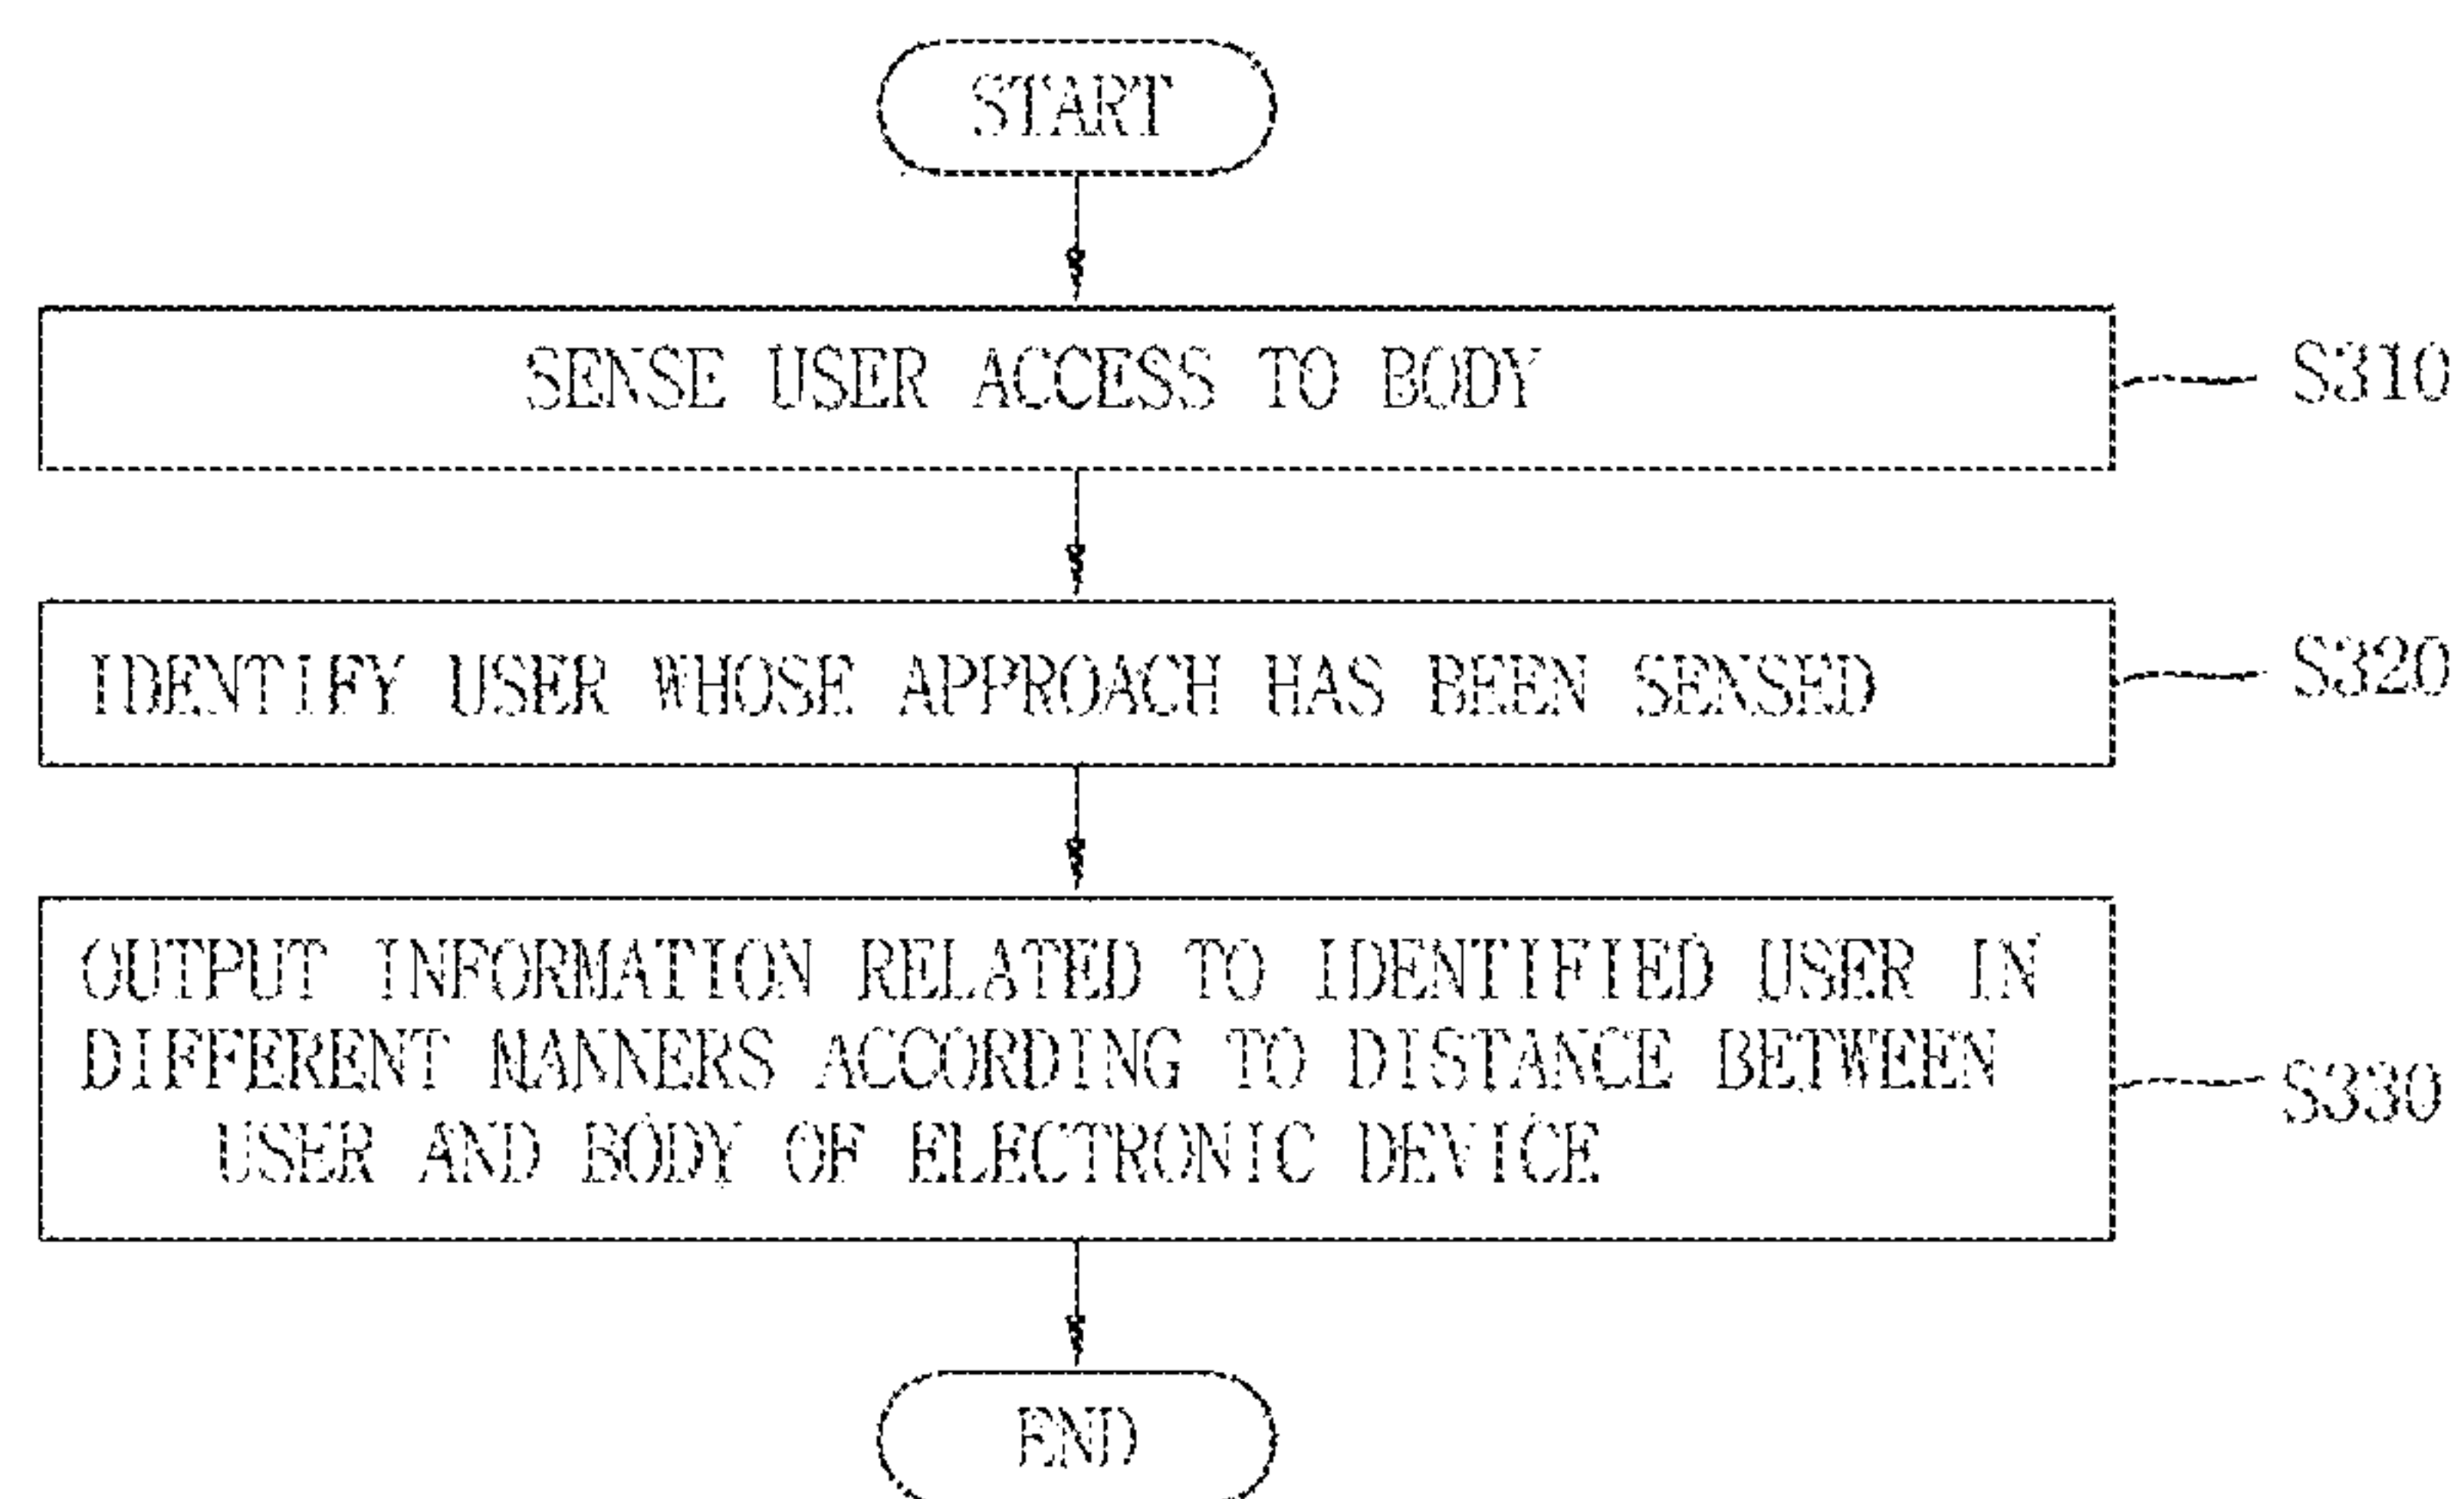 START
SENSE USER ACCESS TO BODY
S310
IDENTIFY USER WHOSE APPROACH HAS BEEN SENSED
S320
OUTPUT INFORMATION RELATED TO IDENTIFIED USER IN
DIFFERENT MANNERS ACCORDING TO DISTANCE BETWEEN
USER AND BODY OF ELECTRONIC DEVICE
S330
END